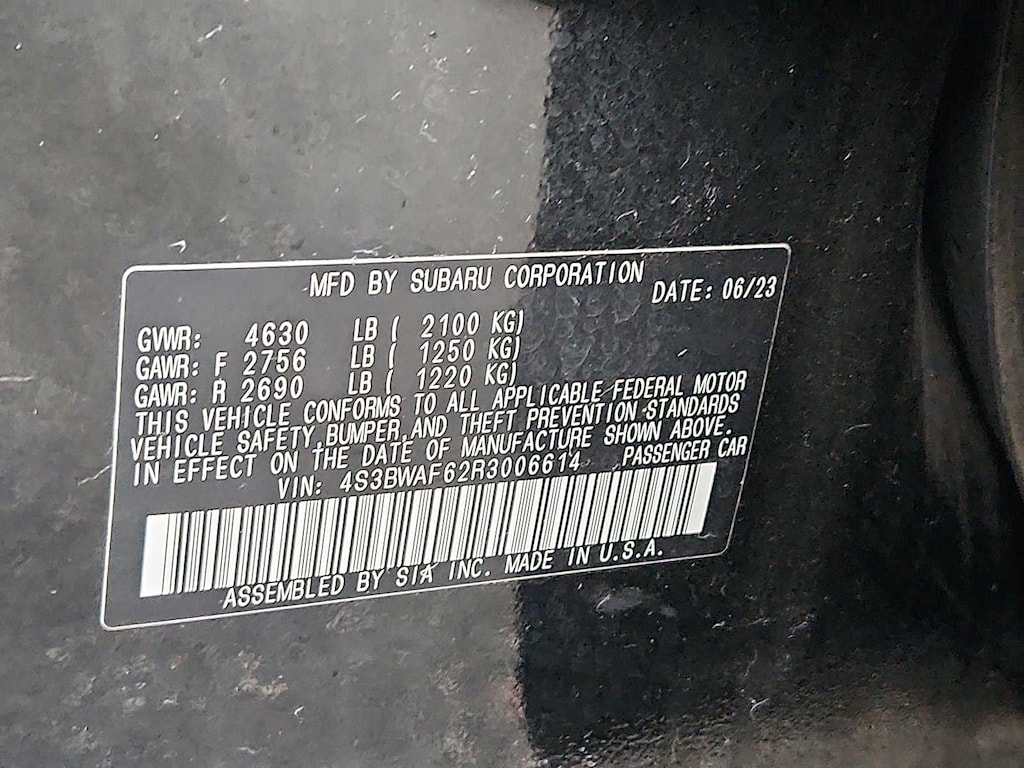 MFD BY SUBARU CORPORATION
DATE: 06/23
GVWR: 4630 LB ( 2100 KG)
GAWR: F 2756 LB ( 1250 KG)
GAWR: R 2690 LB ( 1220 KG)
THIS VEHICLE CONFORMS TO ALL APPLICABLE FEDERAL MOTOR
VEHICLE SAFETY, BUMPER, AND THEFT PREVENTION STANDARDS
IN EFFECT ON THE DATE OF MANUFACTURE SHOWN ABOVE.
VIN: 4S3BWAF62R3006614 PASSENGER CAR
ASSEMBLED BY SIA INC. MADE IN U.S.A.